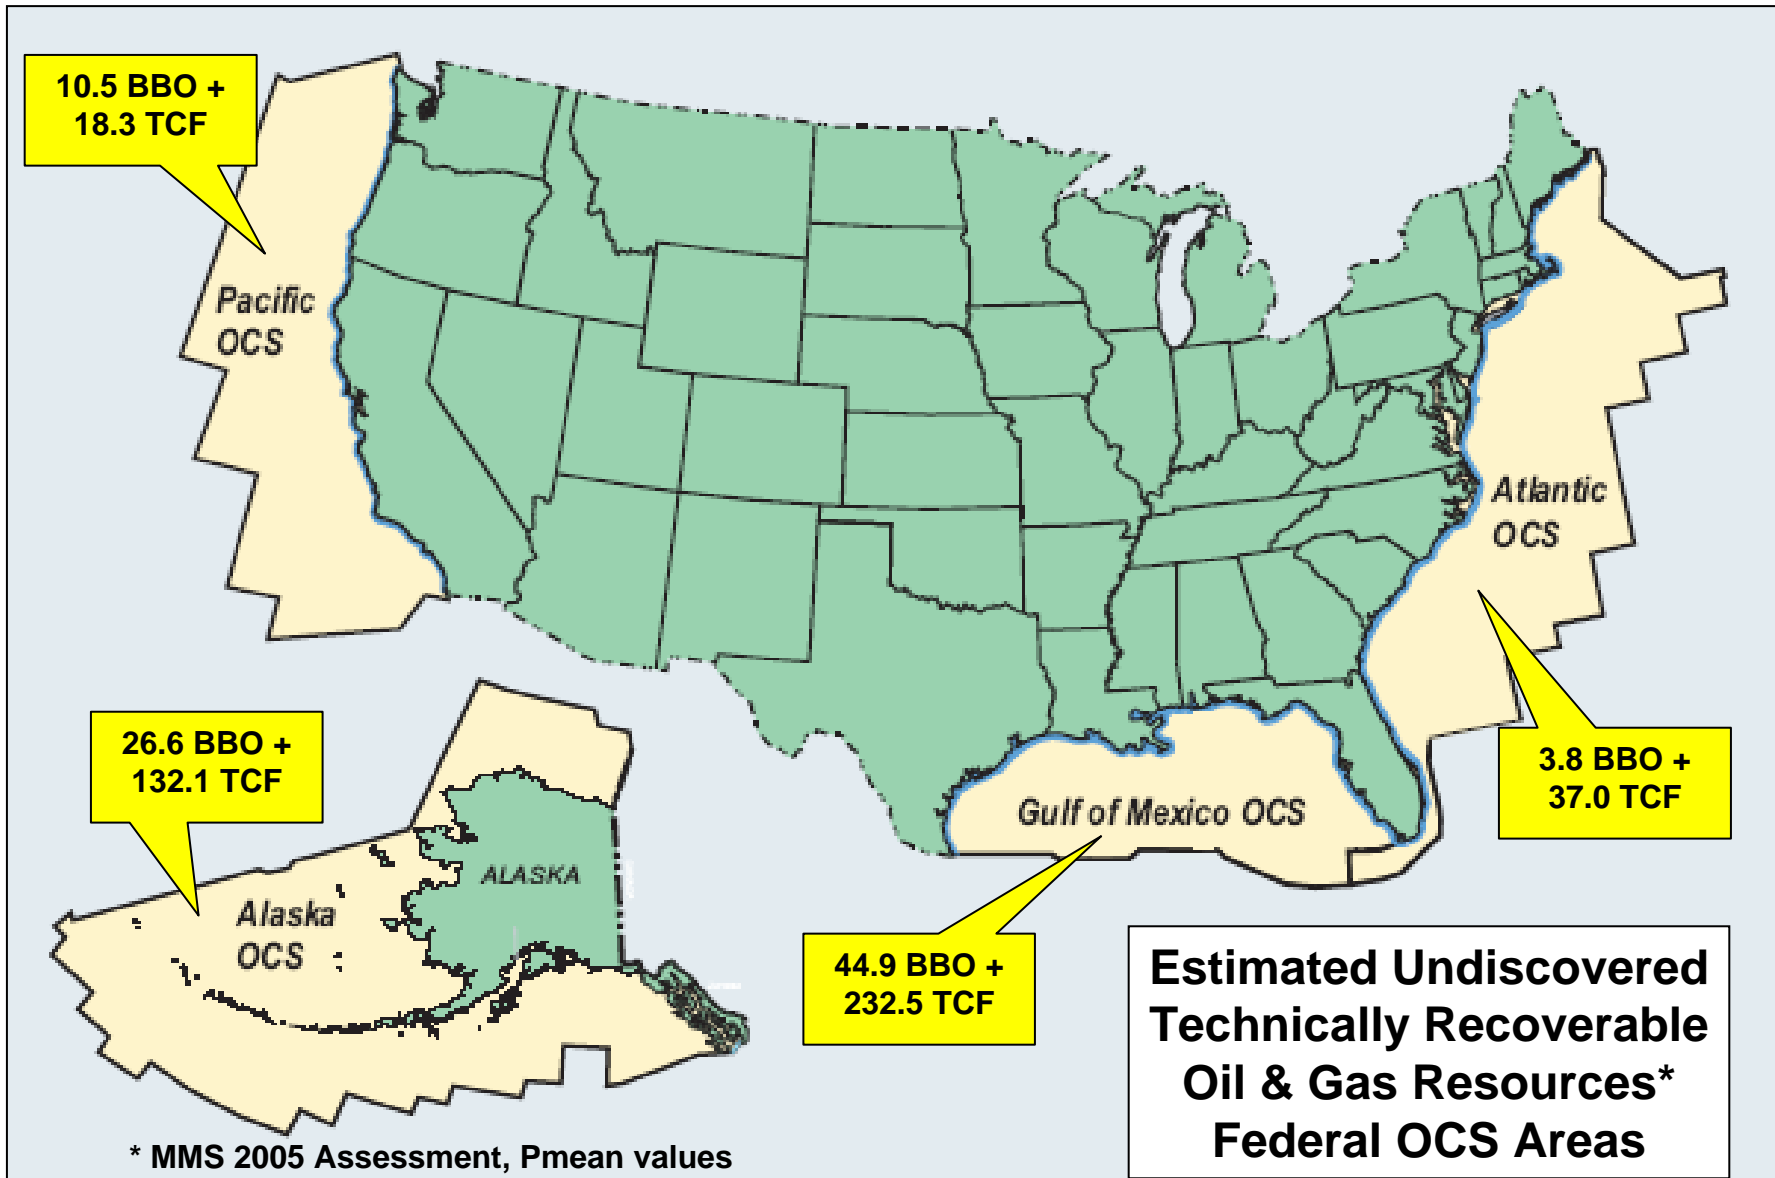 10.5 BBO +
18.3 TCF
Pacific
OCS
Atlantic
OCS
26.6 BBO +
132.1 TCF
3.8 BBO +
37.0 TCF
Gulf of Mexico OCS
ALASKA
Alaska
OCS
44.9 BBO +
232.5 TCF
Estimated Undiscovered
Technically Recoverable
Oil & Gas Resources*
Federal OCS Areas
* MMS 2005 Assessment, Pmean values